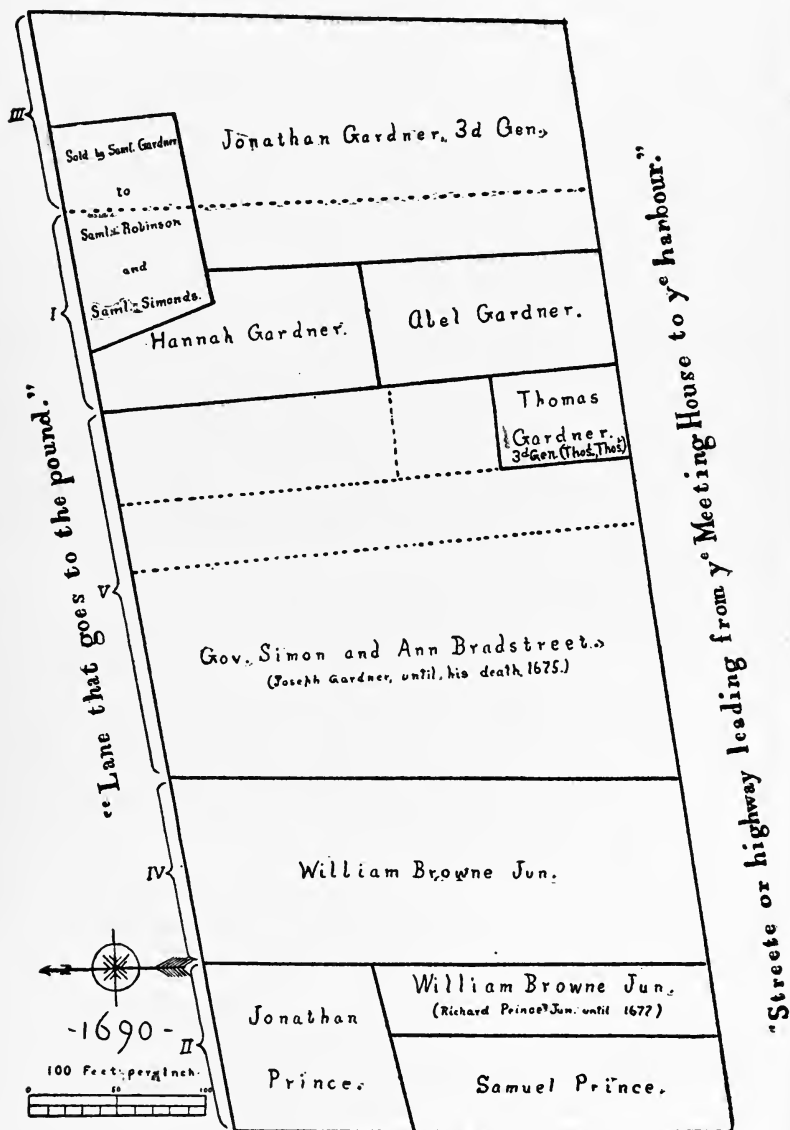 III
Jonathan Gardner. 3d Gen.
Sold by Saml. Gardner
to
Saml. Robinson
and
Saml. Simonds.
I
Hannah Gardner.
Abel Gardner.
Thomas
Gardner.
3d Gen (Thos, Thos)
"Lane that goes to the pound."
"Streete or highway leading from ye Meeting House to ye harbour."
V
Gov. Simon and Ann Bradstreet.
(Joseph Gardner, until, his death, 1675.)
IV
William Browne Jun.
N
-1690-
100 Feet per Inch.
0 50 100
II
Jonathan
Prince.
William Browne Jun.
(Richard Prince Jun. until 1677)
Samuel Prince.